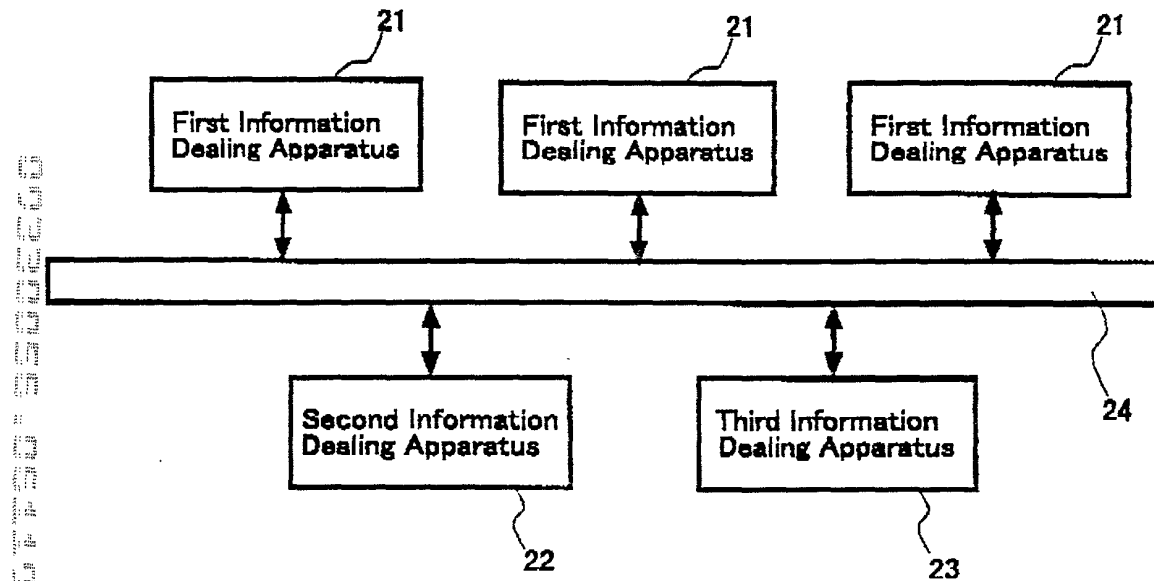 21
21
21
First Information
Dealing Apparatus
First Information
Dealing Apparatus
First Information
Dealing Apparatus
24
Second Information
Dealing Apparatus
Third Information
Dealing Apparatus
22
23